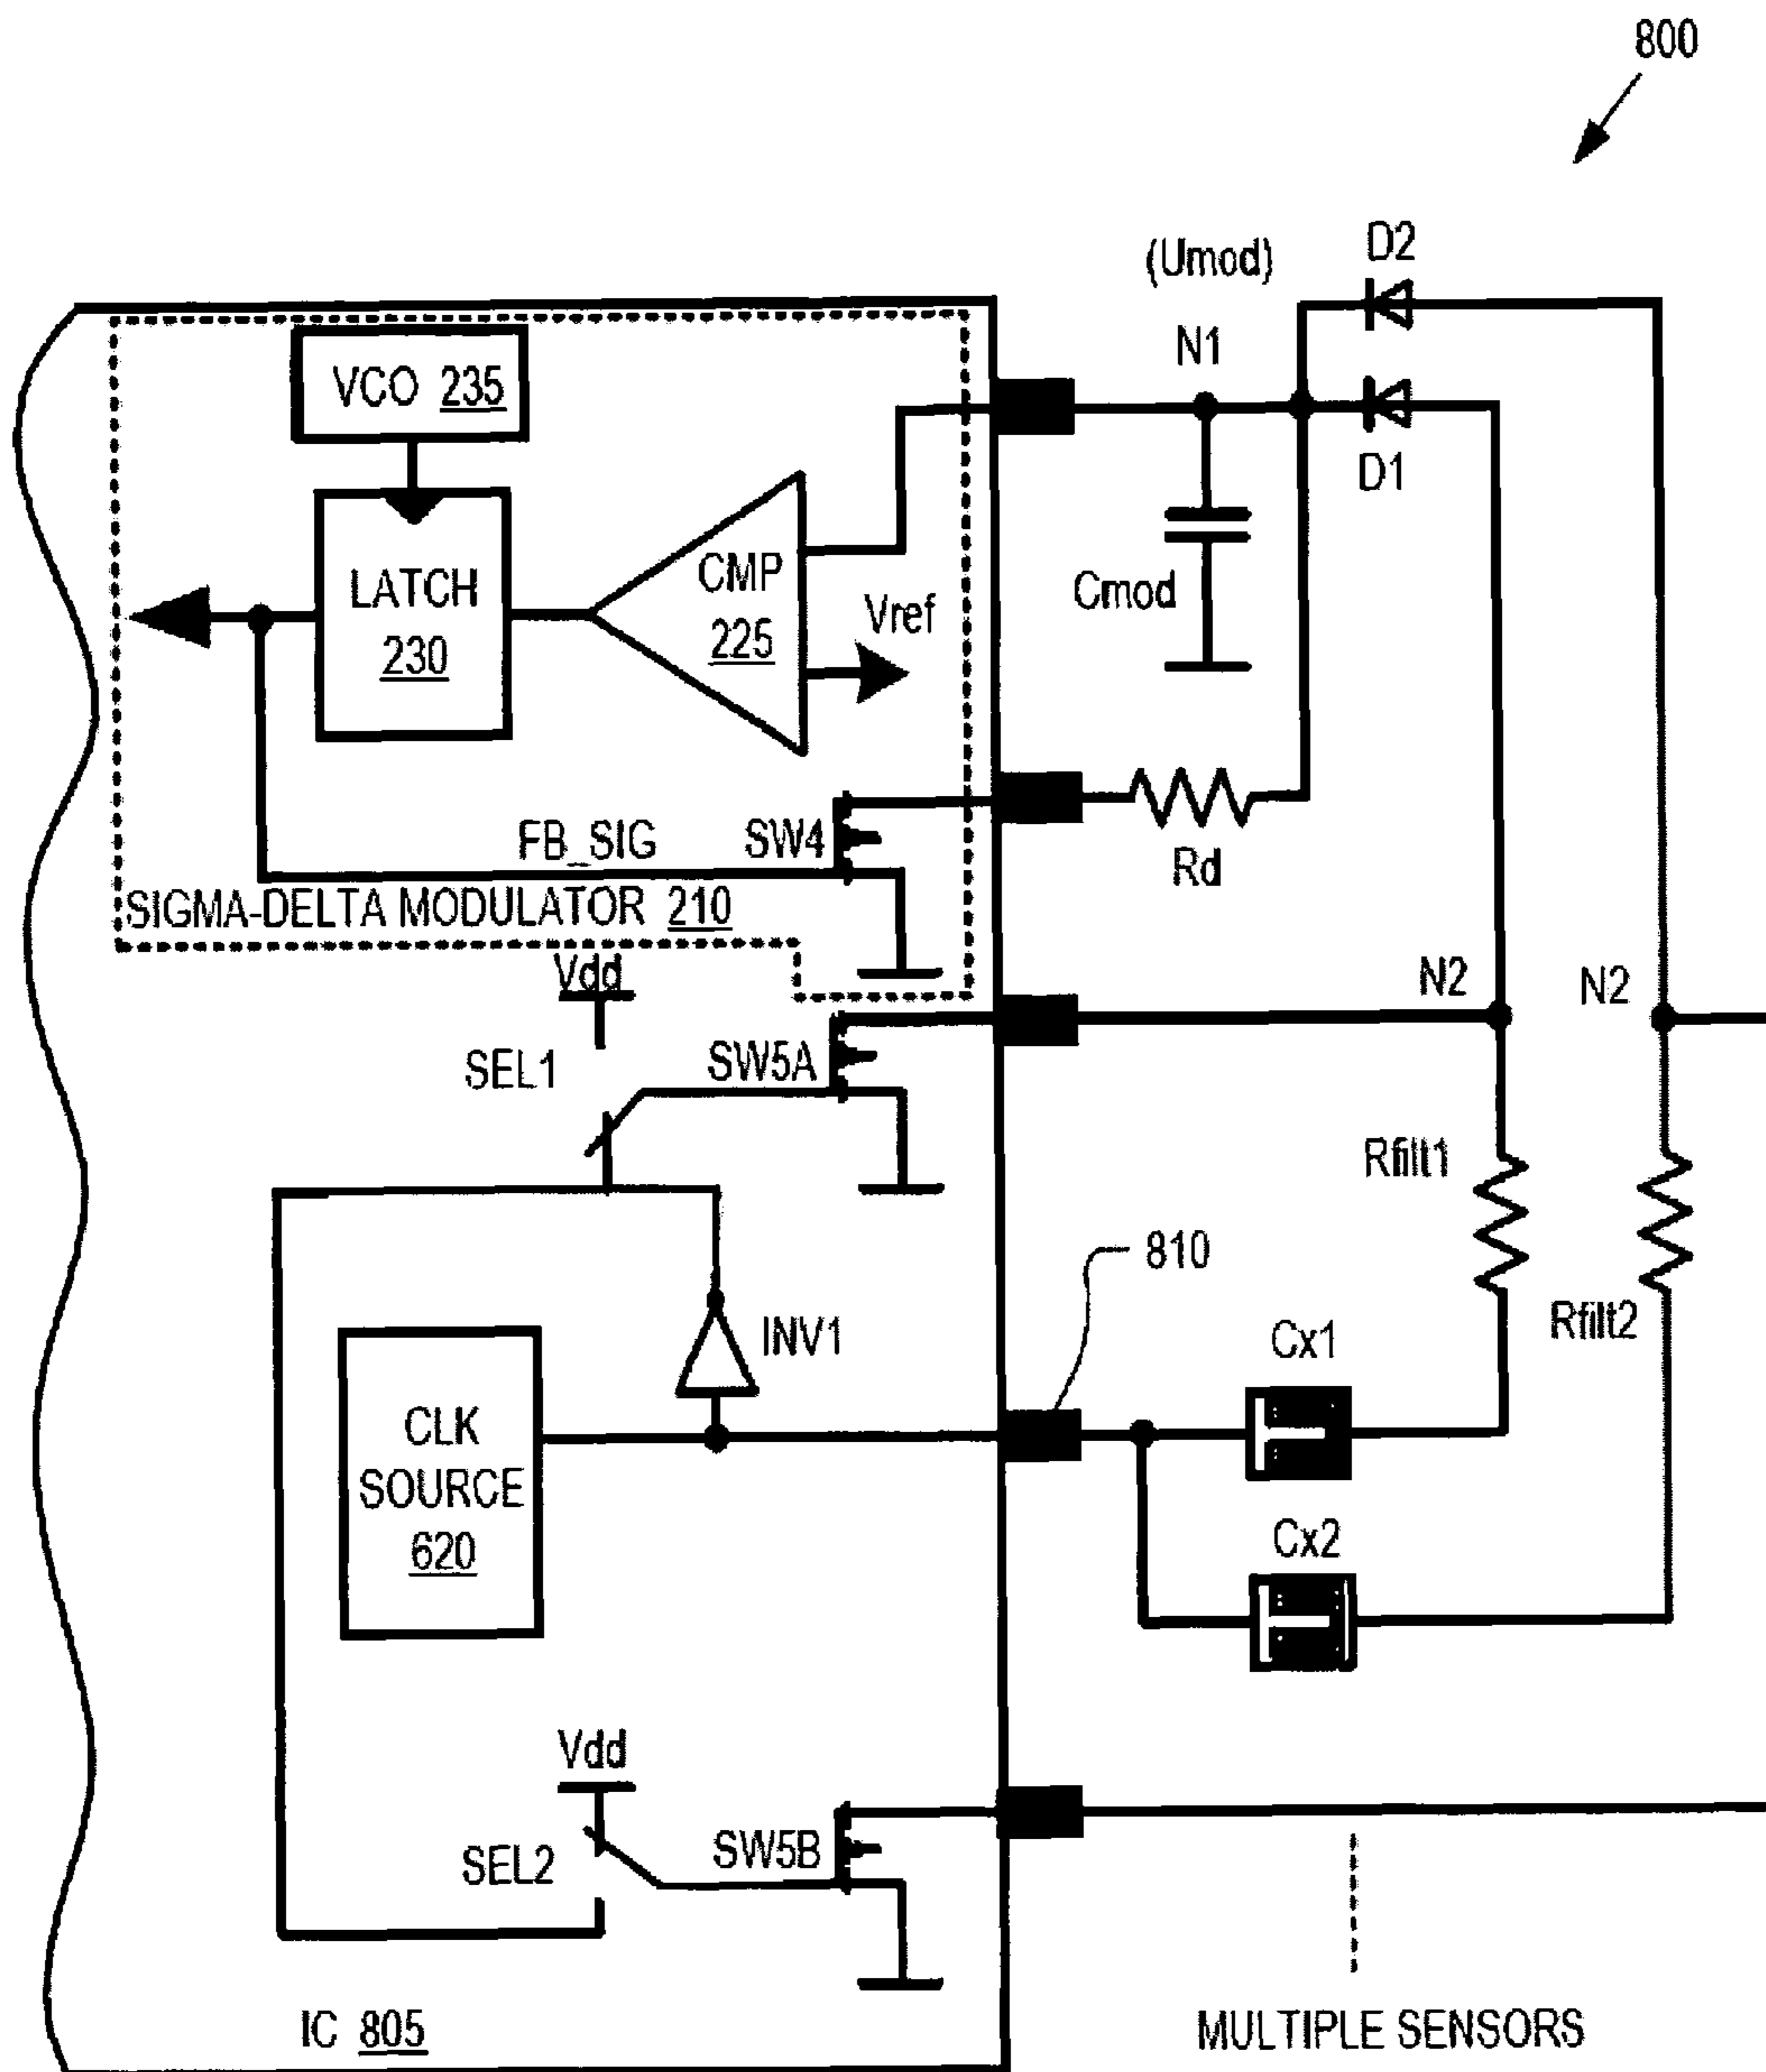 800
(Umod)
D2
N1
D1
VCO 235
LATCH
230
CMP
225
Vref
Cmod
FB_SIG
SW4
Rd
SIGMA-DELTA MODULATOR 210
Vdd
N2
N2
SEL1
SW5A
Rfilt1
810
INV1
Rfilt2
Cx1
CLK
SOURCE
620
Cx2
Vdd
SEL2
SW5B
IC 805
MULTIPLE SENSORS